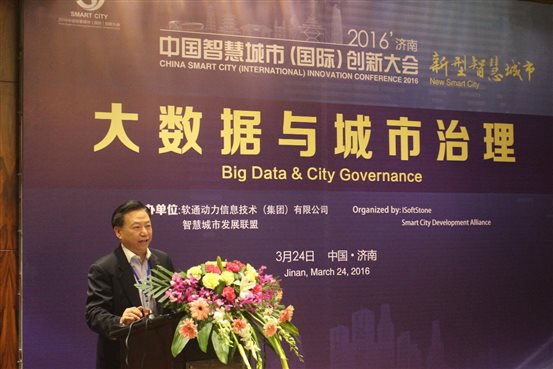 SMART CITY
2016'济南
中国智慧城市(国际)创新大会
CHINA SMART CITY (INTERNATIONAL) INNOVATION CONFERENCE 2016
新型智慧城市
New Smart City
大数据与城市治理
Big Data & City Governance
办单位:软通动力信息技术(集团)有限公司
智慧城市发展联盟
Organized by: ISoftStone
Smart City Development Alliance
3月24日 中国·济南
Jinan, March 24, 2016